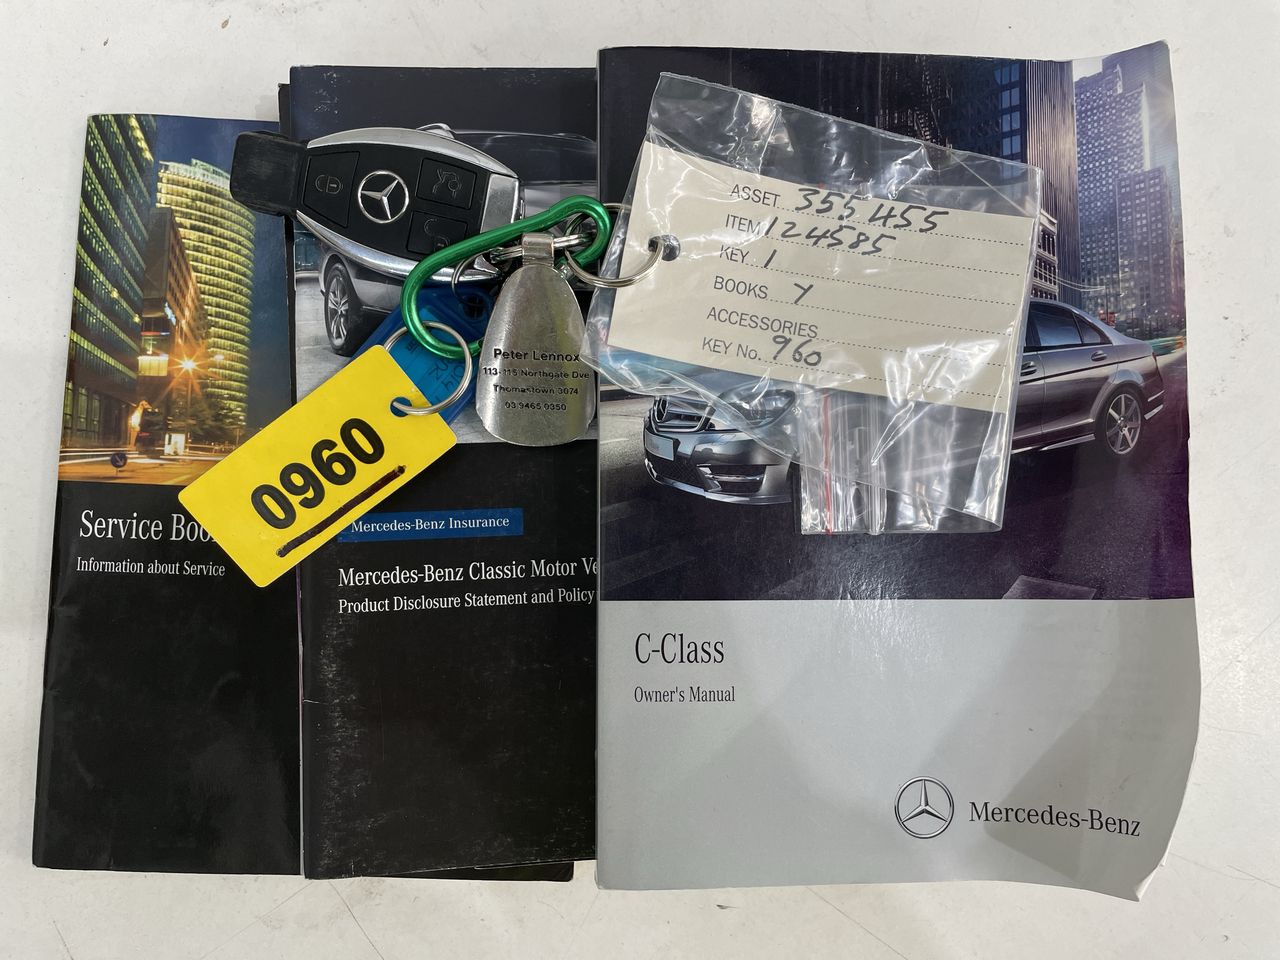 ASSET 355455
ITEM 124585
KEY 1
BOOKS Y
ACCESSORIES
KEY No. 960
Peter Lennox
113-115 Northgate Dve
Thomastown 3074
03 9465 0350
0960
Service Boo
Information about Service
Mercedes-Benz Insurance
Mercedes-Benz Classic Motor Ve
Product Disclosure Statement and Policy
C-Class
Owner's Manual
Mercedes-Benz